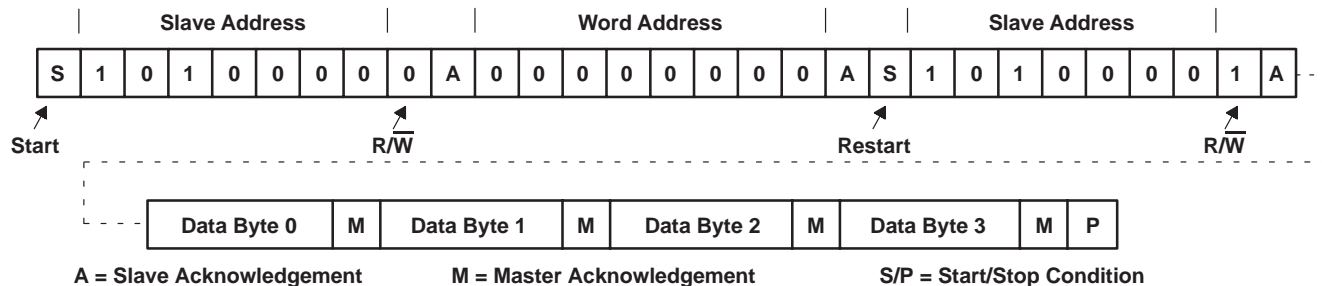 Slave Address Word Address Slave Address
S 1 0 1 0 0 0 0 0 A 0 0 0 0 0 0 0 0 A S 1 0 1 0 0 0 0 1 A
Start R/W̅ Restart R/W̅
Data Byte 0 M Data Byte 1 M Data Byte 2 M Data Byte 3 M P
A = Slave Acknowledgement M = Master Acknowledgement S/P = Start/Stop Condition